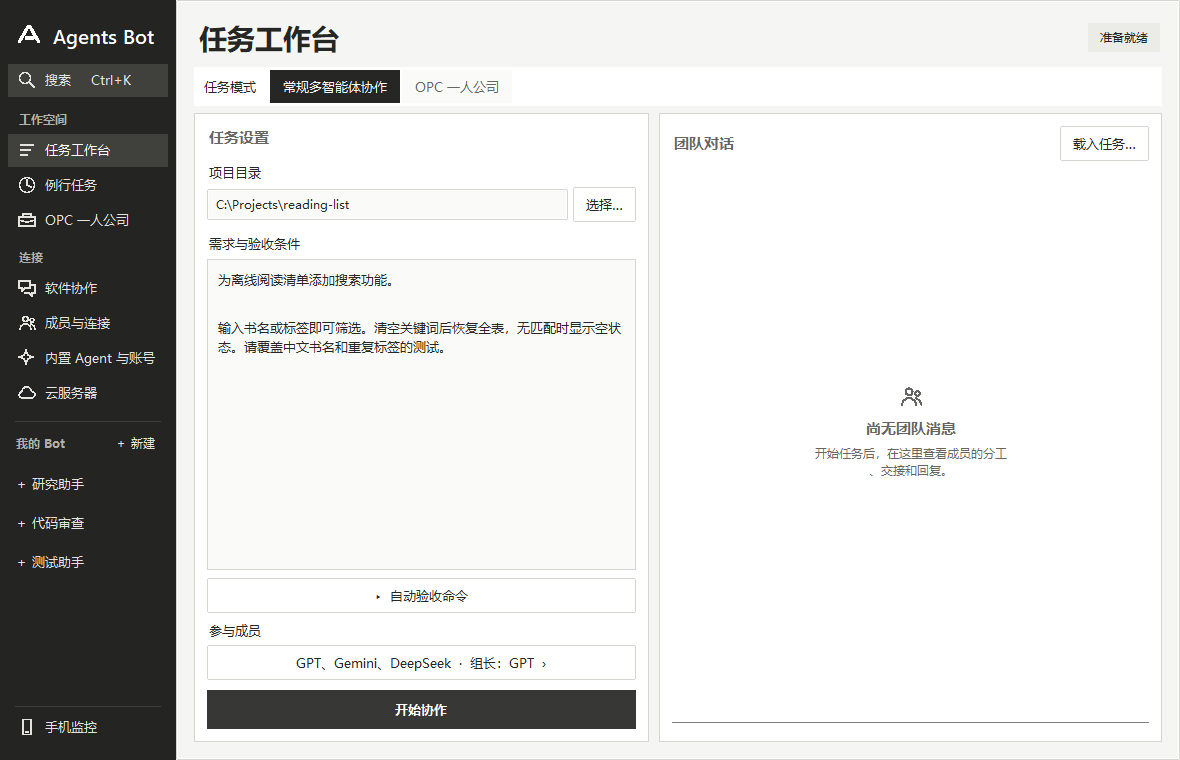 Agents Bot
搜索 Ctrl+K
工作空间
任务工作台
例行任务
OPC 一人公司
连接
软件协作
成员与连接
内置 Agent 与账号
云服务器
我的 Bot + 新建
+ 研究助手
+ 代码审查
+ 测试助手
手机监控
任务工作台
准备就绪
任务模式 常规多智能体协作 OPC 一人公司
任务设置
项目目录
C:\Projects\reading-list 选择...
需求与验收条件
为离线阅读清单添加搜索功能。
输入书名或标签即可筛选。清空关键词后恢复全表，无匹配时显示空状
态。请覆盖中文书名和重复标签的测试。
▸ 自动验收命令
参与成员
GPT、Gemini、DeepSeek · 组长：GPT ›
开始协作
团队对话 载入任务...
尚无团队消息
开始任务后，在这里查看成员的分工
、交接和回复。